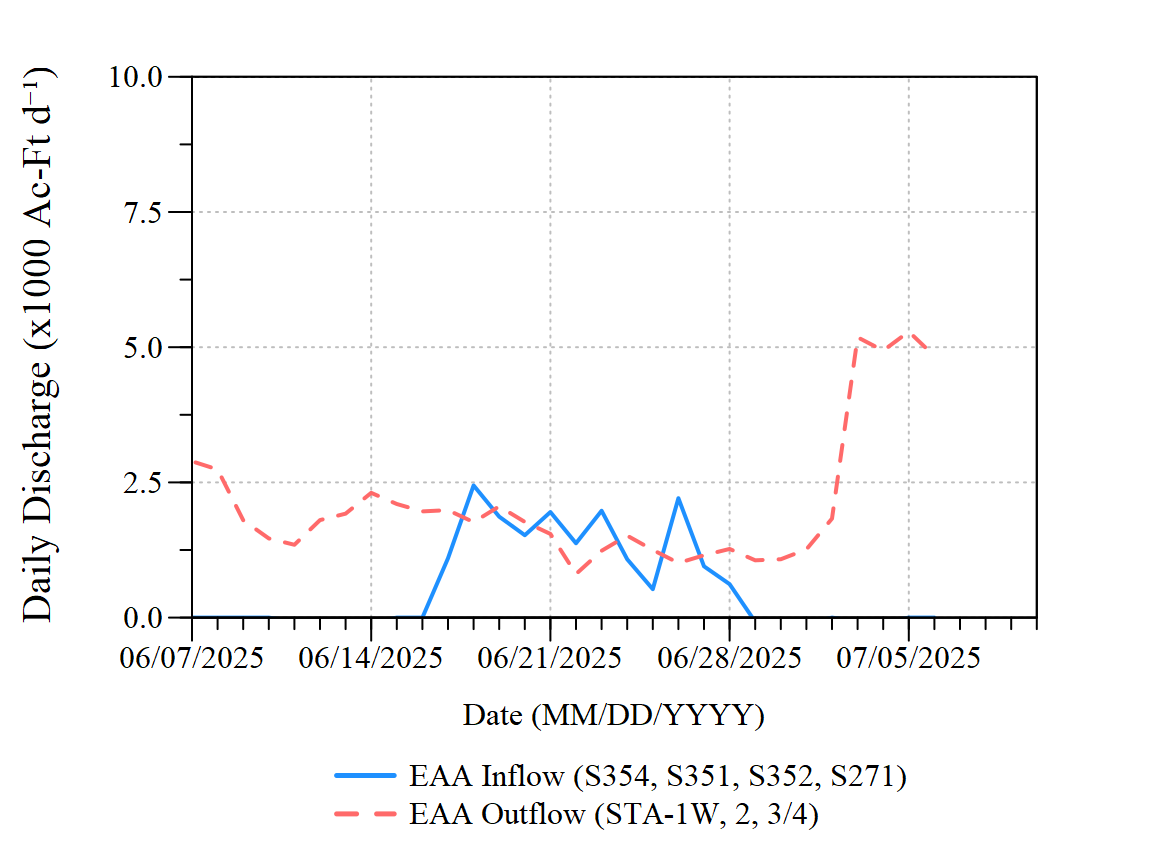 Daily Discharge (x1000 Ac-Ft d⁻¹)
10.0
7.5
5.0
2.5
0.0
06/07/2025 06/14/2025 06/21/2025 06/28/2025 07/05/2025
Date (MM/DD/YYYY)
EAA Inflow (S354, S351, S352, S271)
EAA Outflow (STA-1W, 2, 3/4)